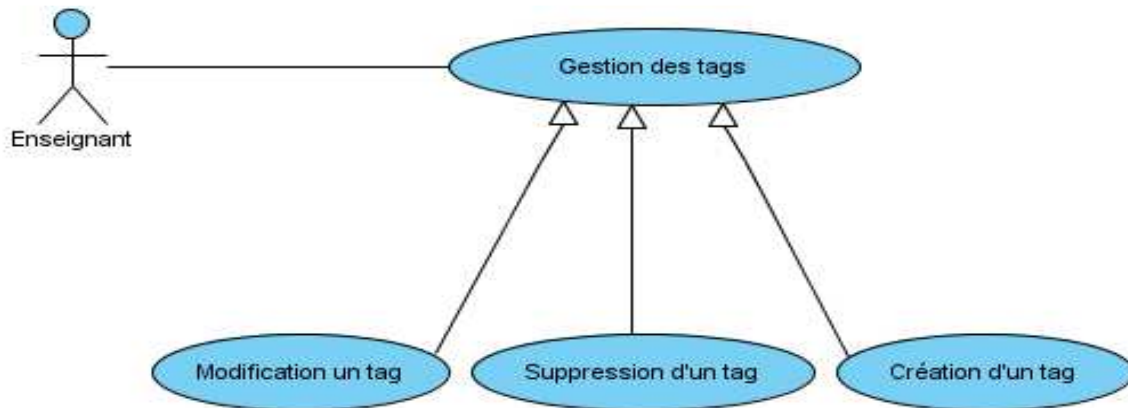 Gestion des tags
Enseignant
Modification un tag
Suppression d'un tag
Création d'un tag